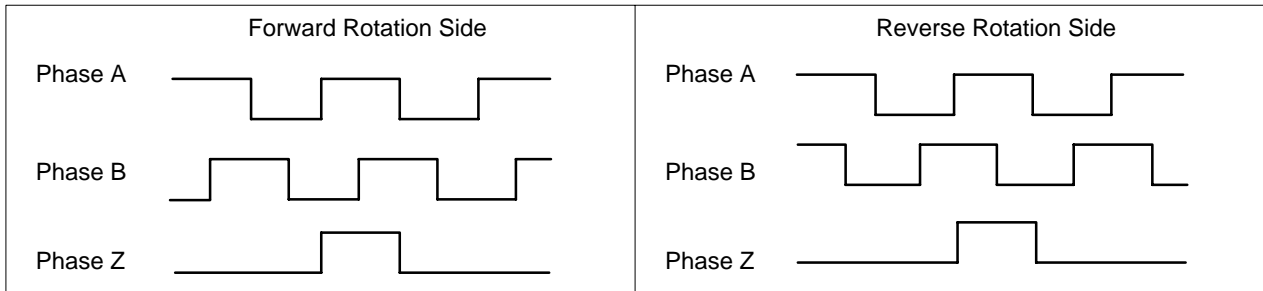 Forward Rotation Side
Phase A
Phase B
Phase Z
Reverse Rotation Side
Phase A
Phase B
Phase Z